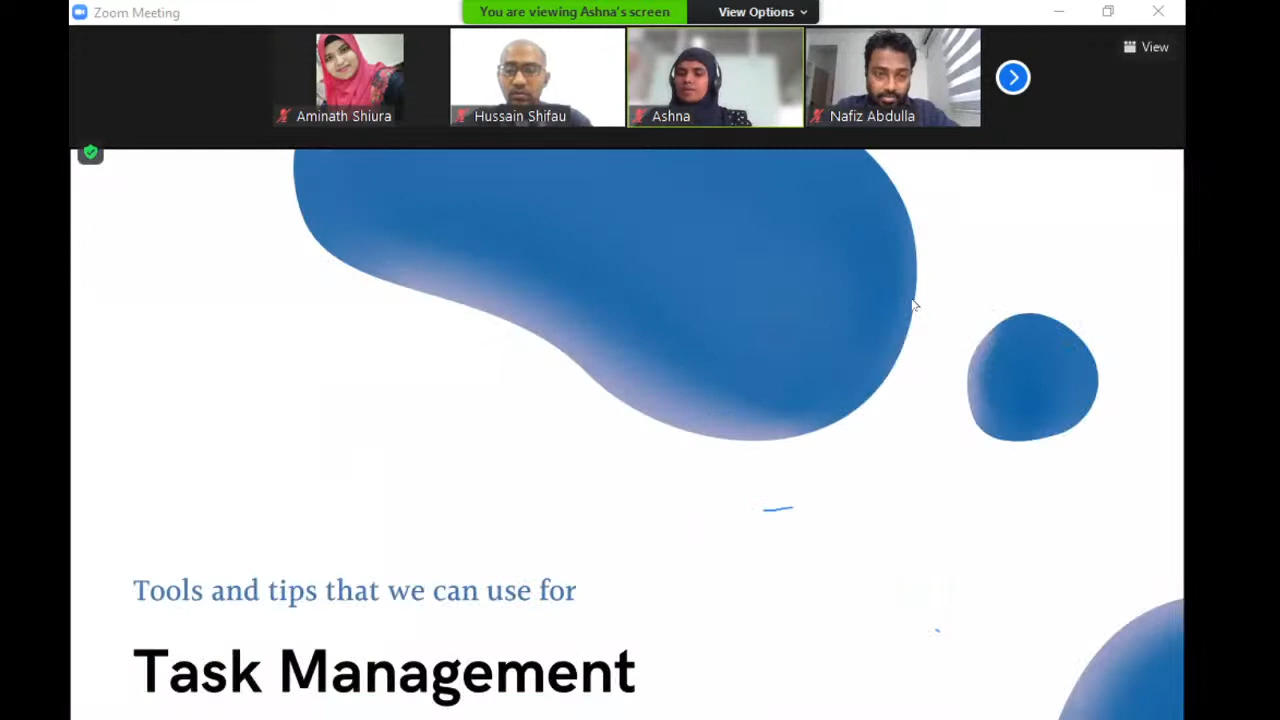 Zoom Meeting
You are viewing Ashna's screen
View Options
View
Aminath Shiura
Hussain Shifau
Ashna
Nafiz Abdulla
Tools and tips that we can use for
Task Management